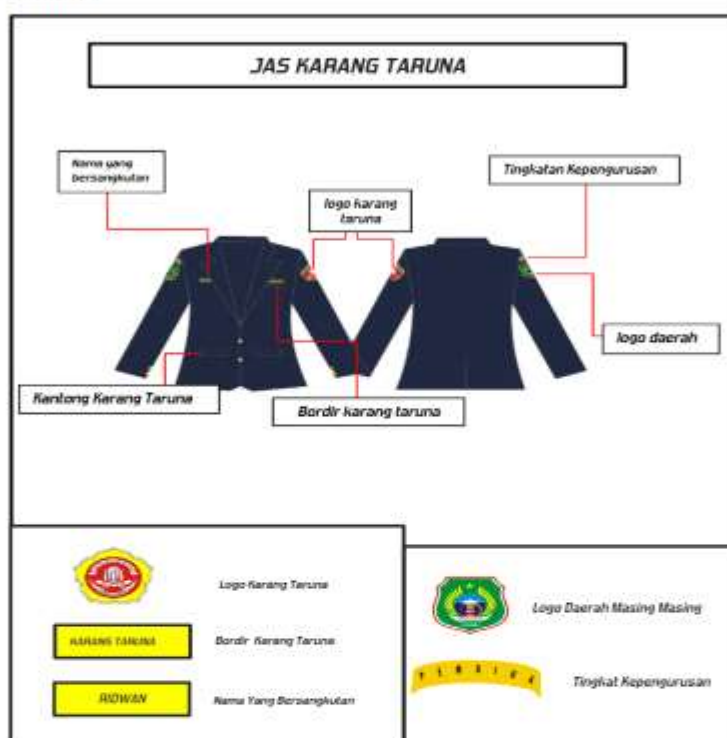 JAS KARANG TARUNA
Nama yang
bersangkutan
logo karang
taruna
Tingkatan Kepengurusan
logo daerah
Kantong Karang Taruna
Bordir karang taruna
Logo Karang Taruna
KARANG TARUNA
Bordir Karang Taruna
RIDWAN
Nama Yang Bersangkutan
Logo Daerah Masing Masing
Tingkat Kepengurusan